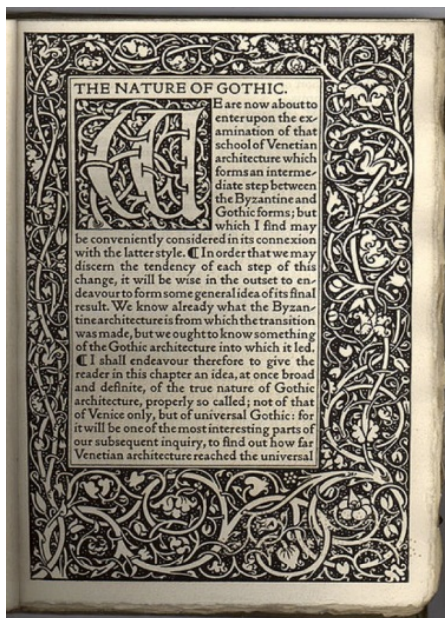 THE NATURE OF GOTHIC.
WE are now about to
enter upon the ex-
amination of that
school of Venetian
architecture which
forms an interme-
diate step between
the Byzantine and
Gothic forms; but
which I find may
be conveniently considered in its connexion
with the latter style. ¶ In order that we may
discern the tendency of each step of this
change, it will be wise in the outset to en-
deavour to form some general idea of its final
result. We know already what the Byzan-
tine architecture is from which the transition
was made, but we ought to know something
of the Gothic architecture into which it led.
¶ I shall endeavour therefore to give the
reader in this chapter an idea, at once broad
and definite, of the true nature of Gothic
architecture, properly so called; not of that
of Venice only, but of universal Gothic: for
it will be one of the most interesting parts of
our subsequent inquiry, to find out how far
Venetian architecture reached the universal